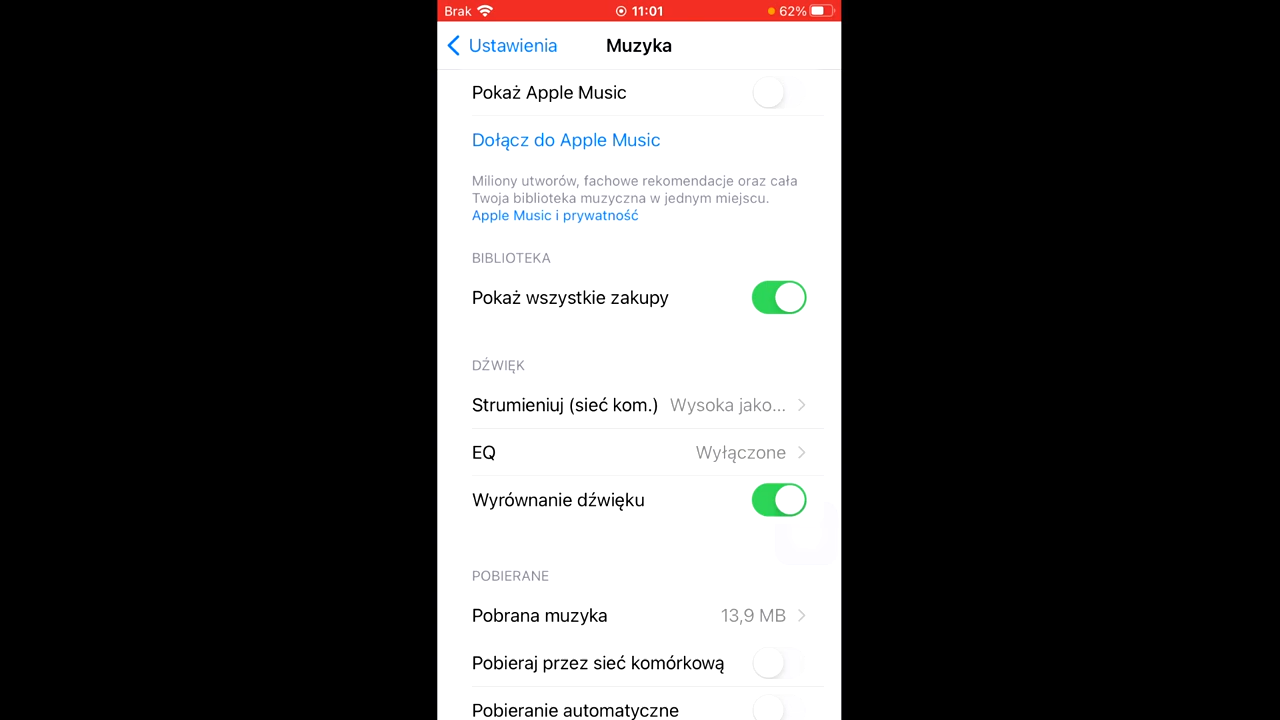 Brak 11:01 62%
Ustawienia Muzyka
Pokaż Apple Music
Dołącz do Apple Music
Miliony utworów, fachowe rekomendacje oraz cała
Twoja biblioteka muzyczna w jednym miejscu.
Apple Music i prywatność
BIBLIOTEKA
Pokaż wszystkie zakupy
DŹWIĘK
Strumieniuj (sieć kom.) Wysoka jako...
EQ Wyłączone
Wyrównanie dźwięku
POBIERANE
Pobrana muzyka 13,9 MB
Pobieraj przez sieć komórkową
Pobieranie automatyczne